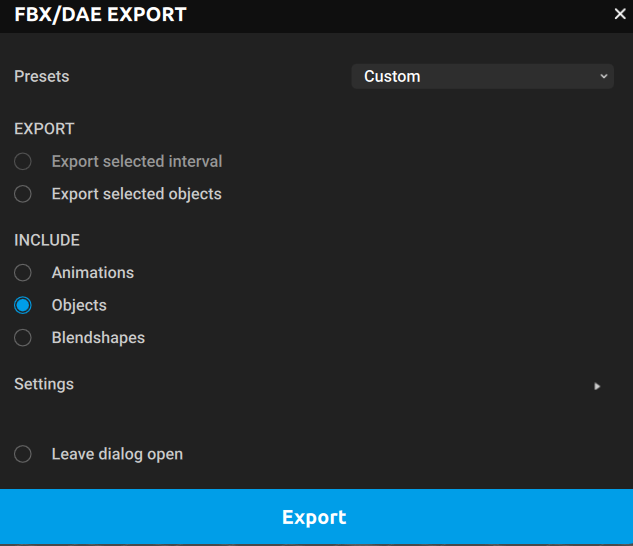 FBX/DAE EXPORT
Presets Custom
EXPORT
Export selected interval
Export selected objects
INCLUDE
Animations
Objects
Blendshapes
Settings
Leave dialog open
Export